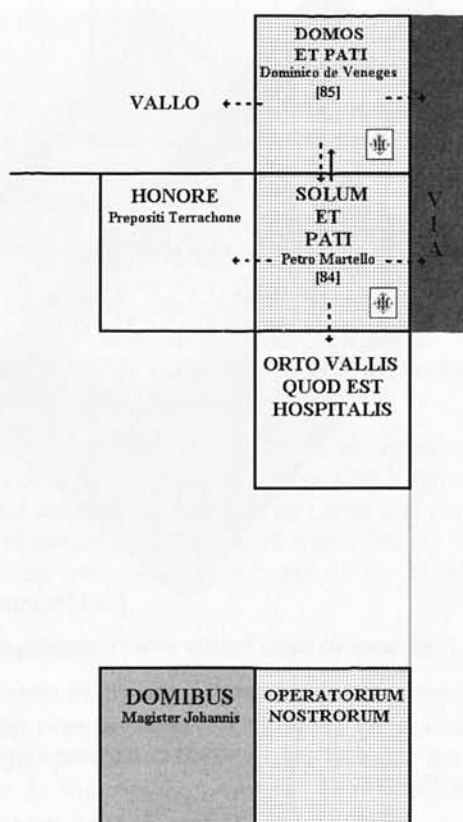 DOMOS
ET PATI
Dominico de Veneges
[85]
VALLO
VIA
HONORE
Prepositi Terrachone
SOLUM
ET
PATI
Petro Martello
[84]
ORTO VALLIS
QUOD EST
HOSPITALIS
DOMIBUS
Magister Johannis
OPERATORIUM
NOSTRORUM